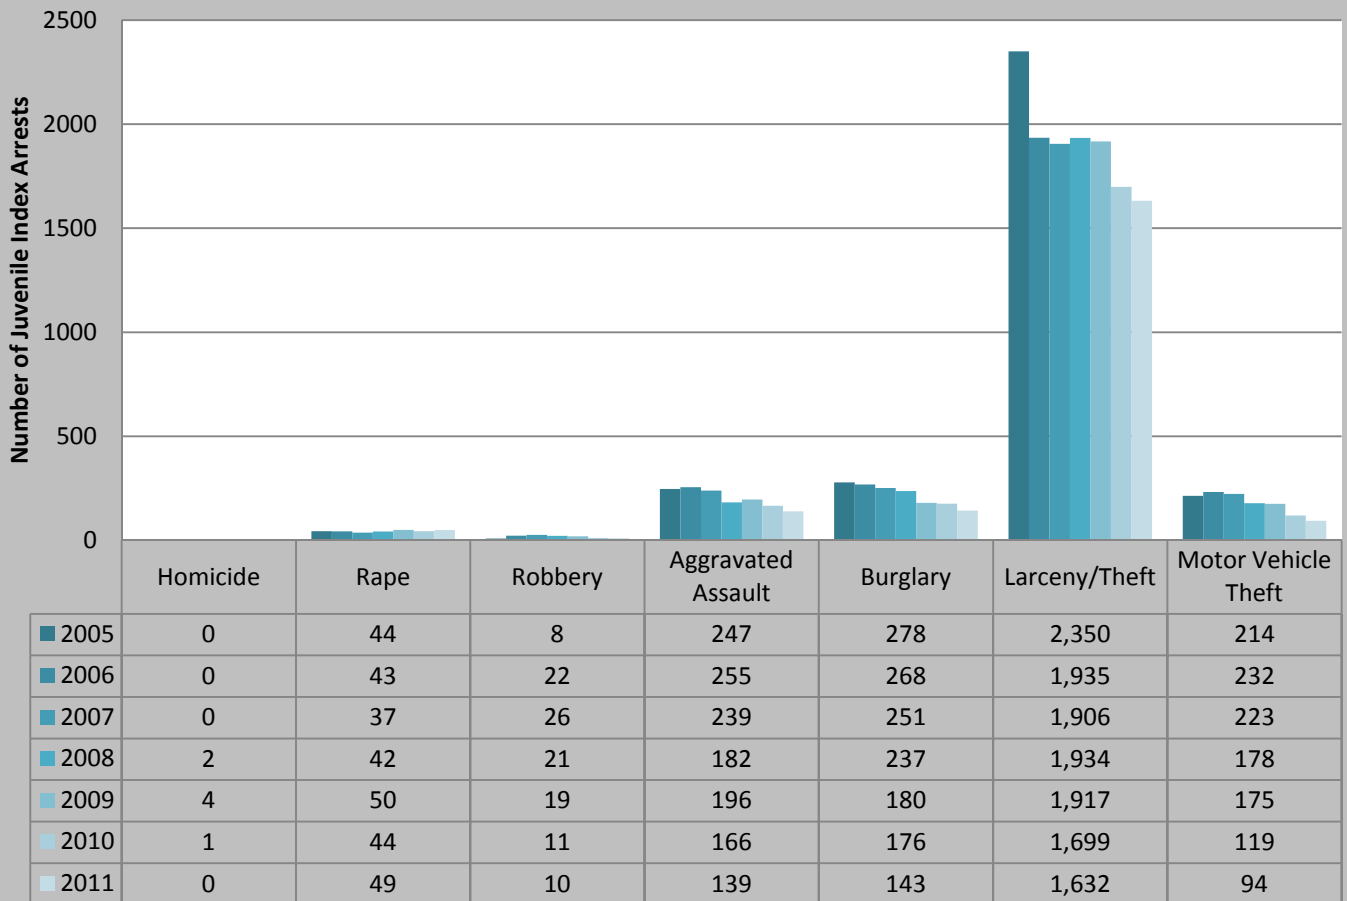 Number of Juvenile Index Arrests
2500
2000
1500
1000
500
0
Homicide Rape Robbery Aggravated Assault Burglary Larceny/Theft Motor Vehicle Theft
2005 0 44 8 247 278 2,350 214
2006 0 43 22 255 268 1,935 232
2007 0 37 26 239 251 1,906 223
2008 2 42 21 182 237 1,934 178
2009 4 50 19 196 180 1,917 175
2010 1 44 11 166 176 1,699 119
2011 0 49 10 139 143 1,632 94